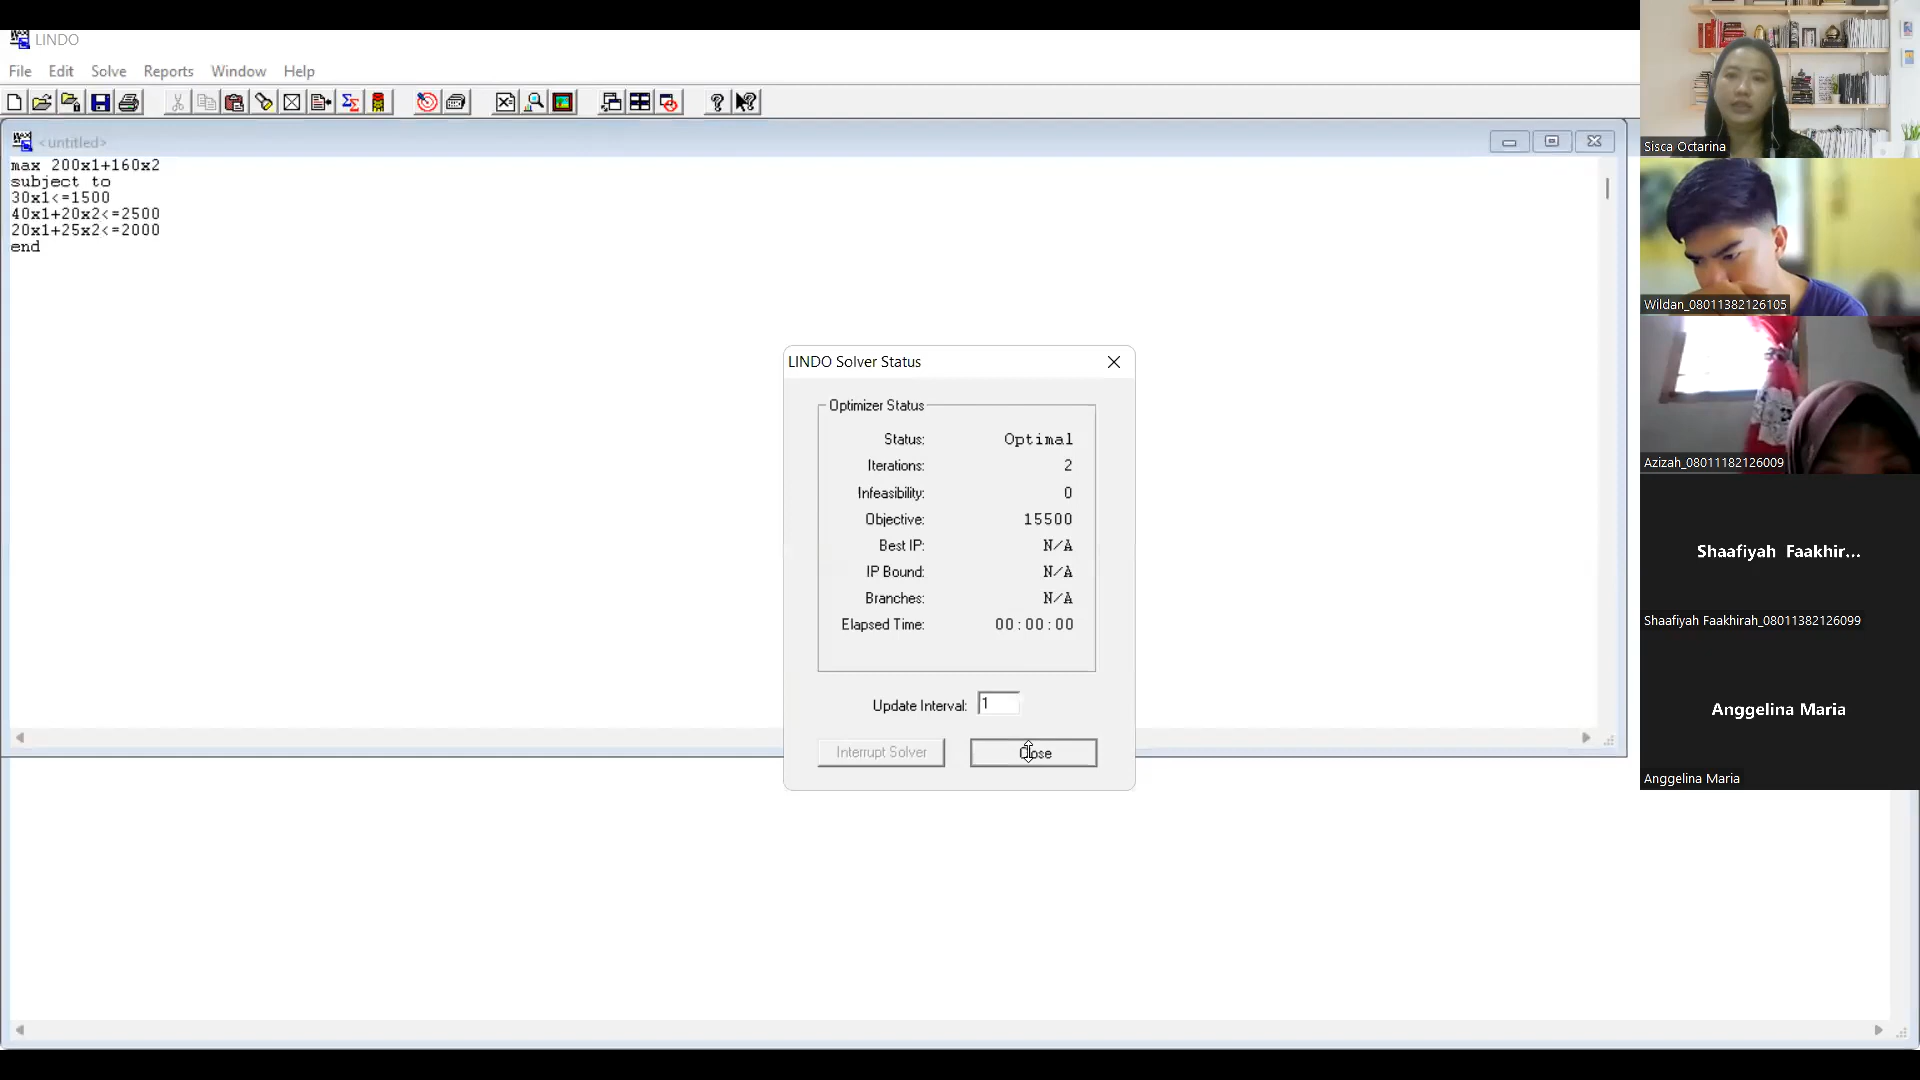 LINDO
File Edit Solve Reports Window Help
<untitled>
max 200x1+160x2
subject to
30x1<=1500
40x1+20x2<=2500
20x1+25x2<=2000
end
LINDO Solver Status
Optimizer Status
Status: Optimal
Iterations: 2
Infeasibility: 0
Objective: 15500
Best IP: N/A
IP Bound: N/A
Branches: N/A
Elapsed Time: 00:00:00
Update Interval: 1
Interrupt Solver Close
Sisca Octarina
Wildan_08011382126105
Azizah_08011182126009
Shaafiyah Faakhir...
Shaafiyah Faakhirah_08011382126099
Anggelina Maria
Anggelina Maria